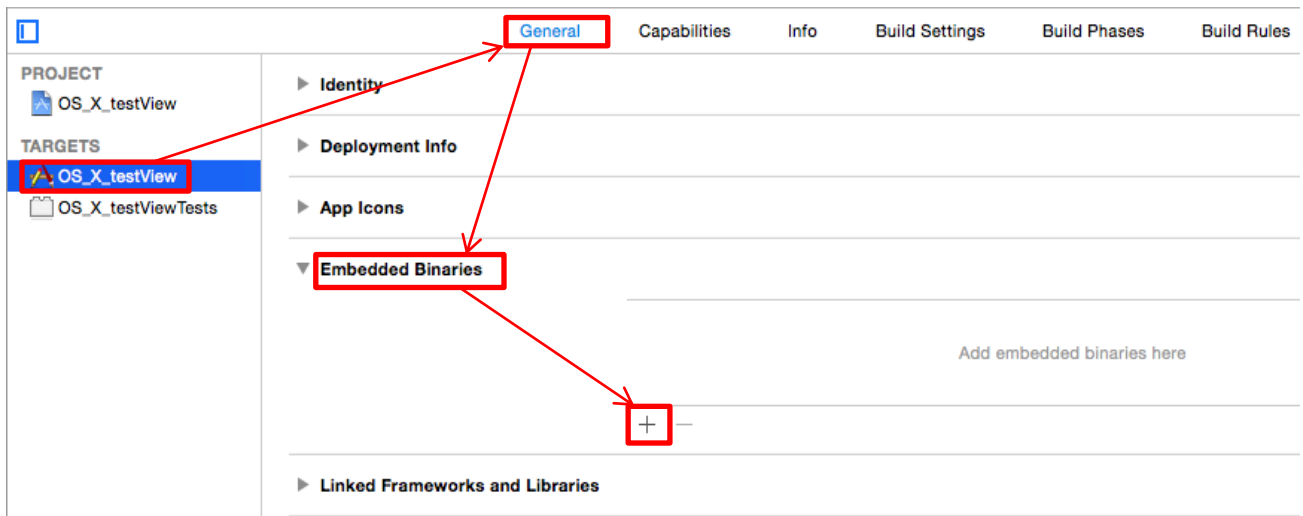 General Capabilities Info Build Settings Build Phases Build Rules
PROJECT
OS_X_testView
TARGETS
OS_X_testView
OS_X_testViewTests
Identity
Deployment Info
App Icons
Embedded Binaries
Add embedded binaries here
Linked Frameworks and Libraries